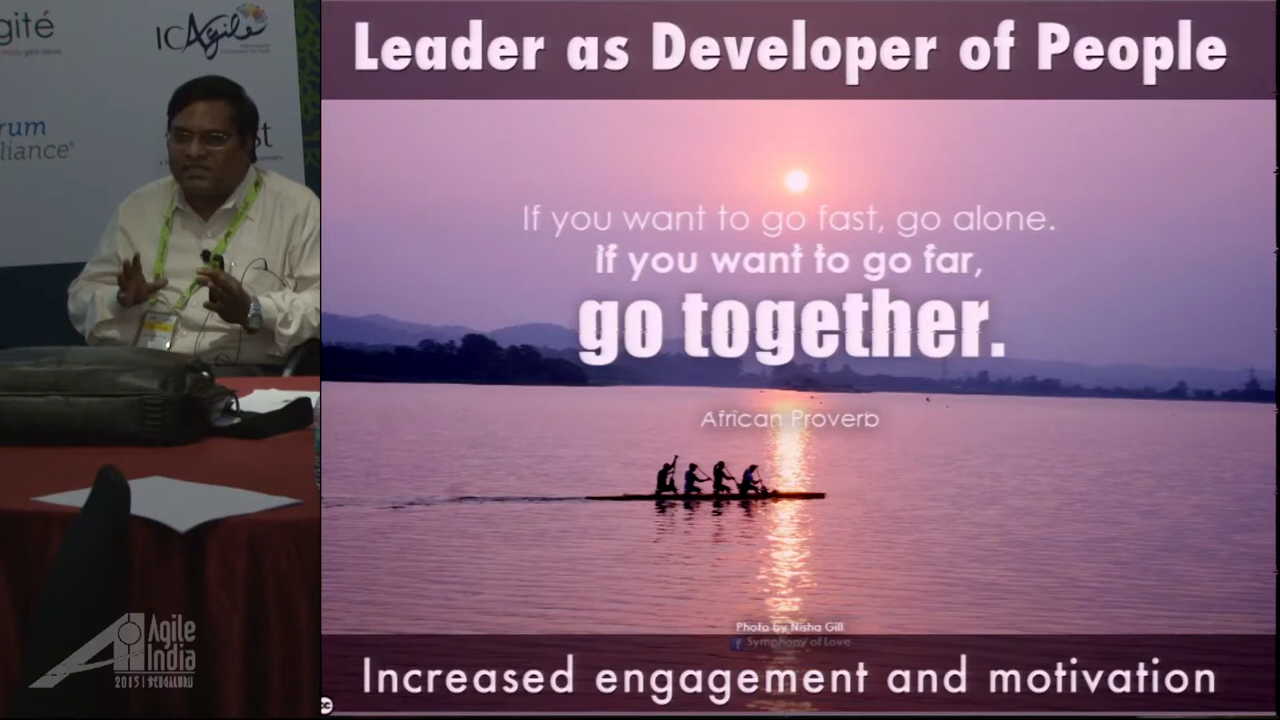 gité
ICAgile
rum
liance®
st
Leader as Developer of People
If you want to go fast, go alone.
If you want to go far,
go together.
African Proverb
Photo by Nisha Gill
f Symphony of Love
Increased engagement and motivation
cc
Agile
India
2015 | BENGALURU